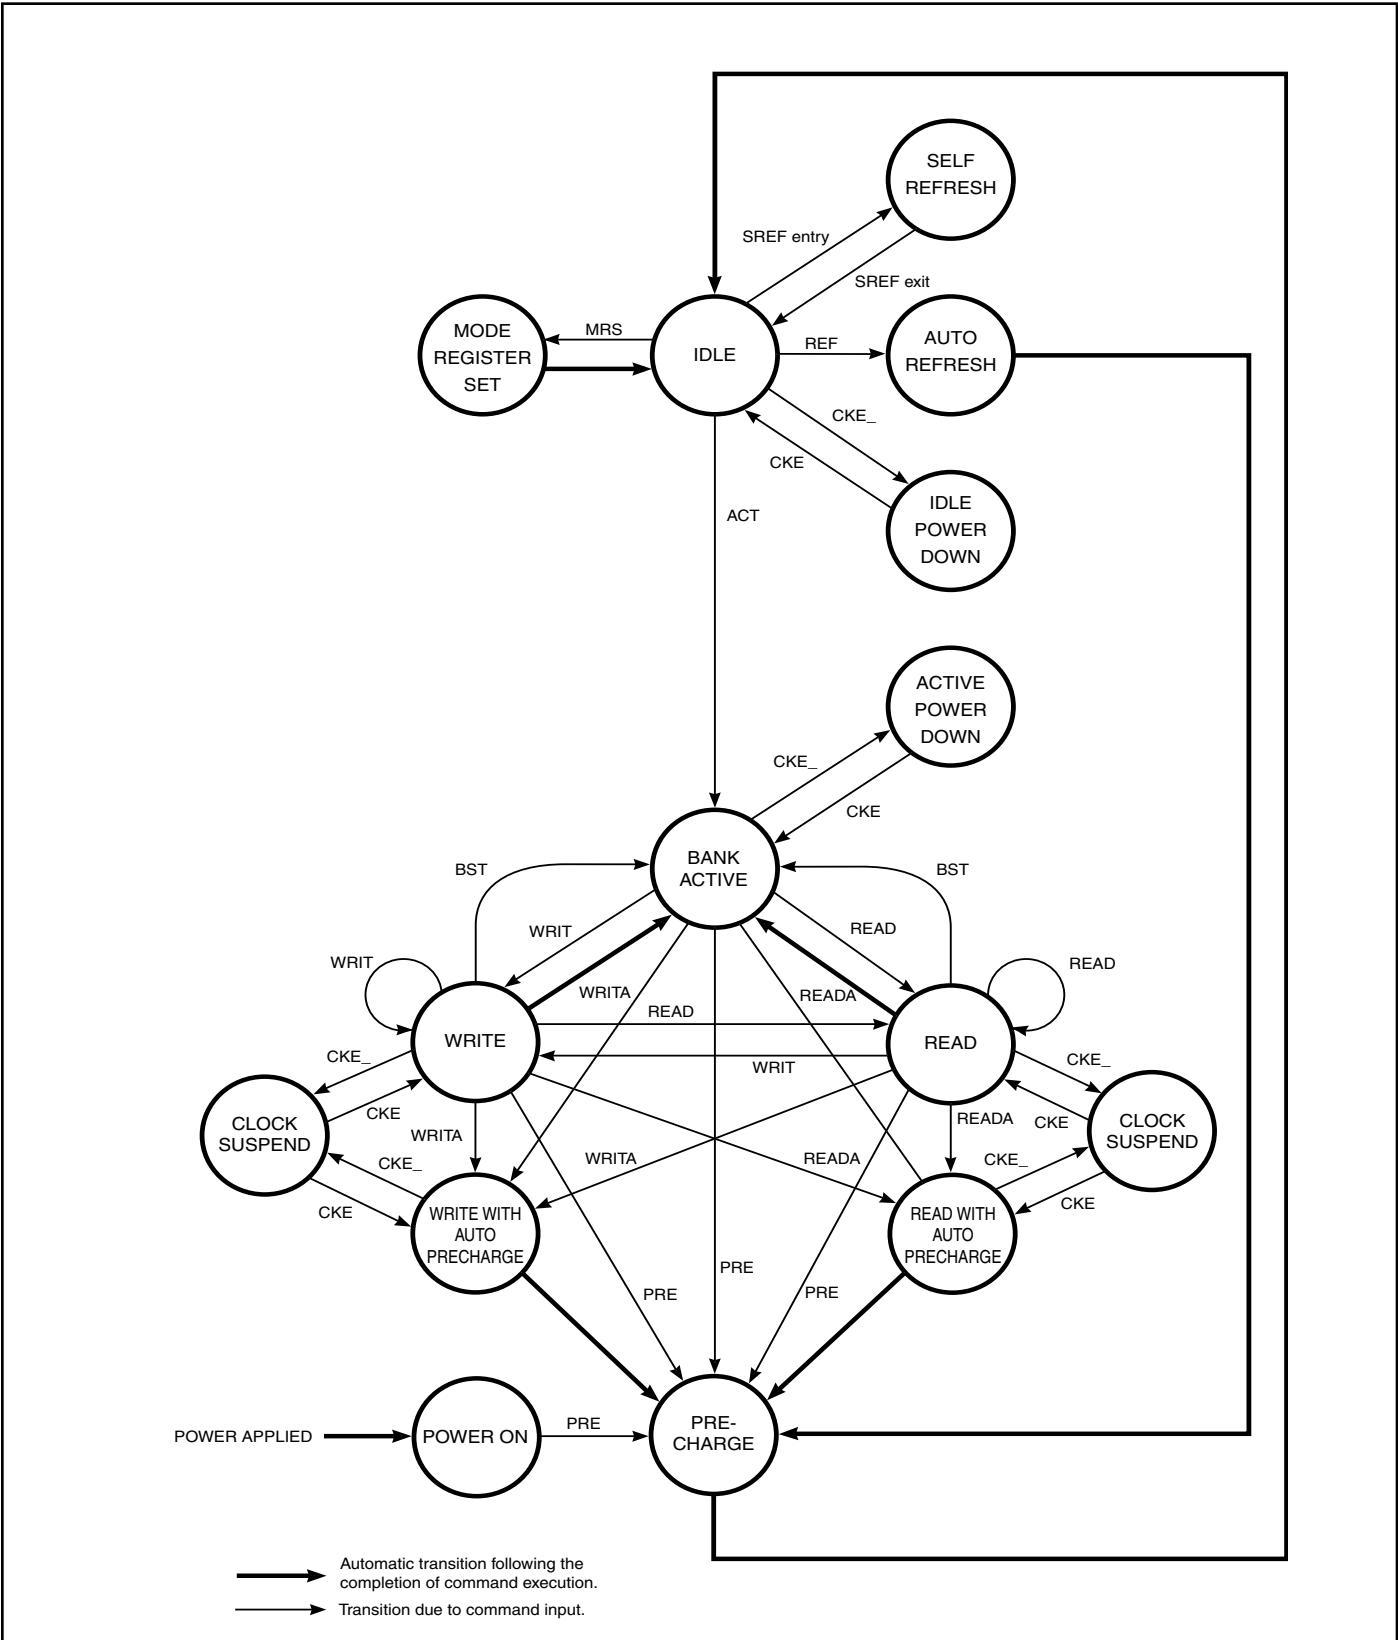 SELF
REFRESH
SREF entry
SREF exit
MODE
REGISTER
SET
MRS
IDLE
REF
AUTO
REFRESH
CKE_
CKE
IDLE
POWER
DOWN
ACT
ACTIVE
POWER
DOWN
CKE_
CKE
BANK
ACTIVE
BST
BST
WRIT
READ
WRIT
READ
WRITA
READA
READ
WRITE
READ
WRIT
CKE_
CKE_
CKE
CKE
CLOCK
SUSPEND
CLOCK
SUSPEND
WRITA
READA
CKE_
WRITA
READA
CKE_
CKE
CKE
WRITE WITH
AUTO
PRECHARGE
READ WITH
AUTO
PRECHARGE
PRE
PRE
PRE
POWER APPLIED
POWER ON
PRE
PRE-
CHARGE
Automatic transition following the
completion of command execution.
Transition due to command input.